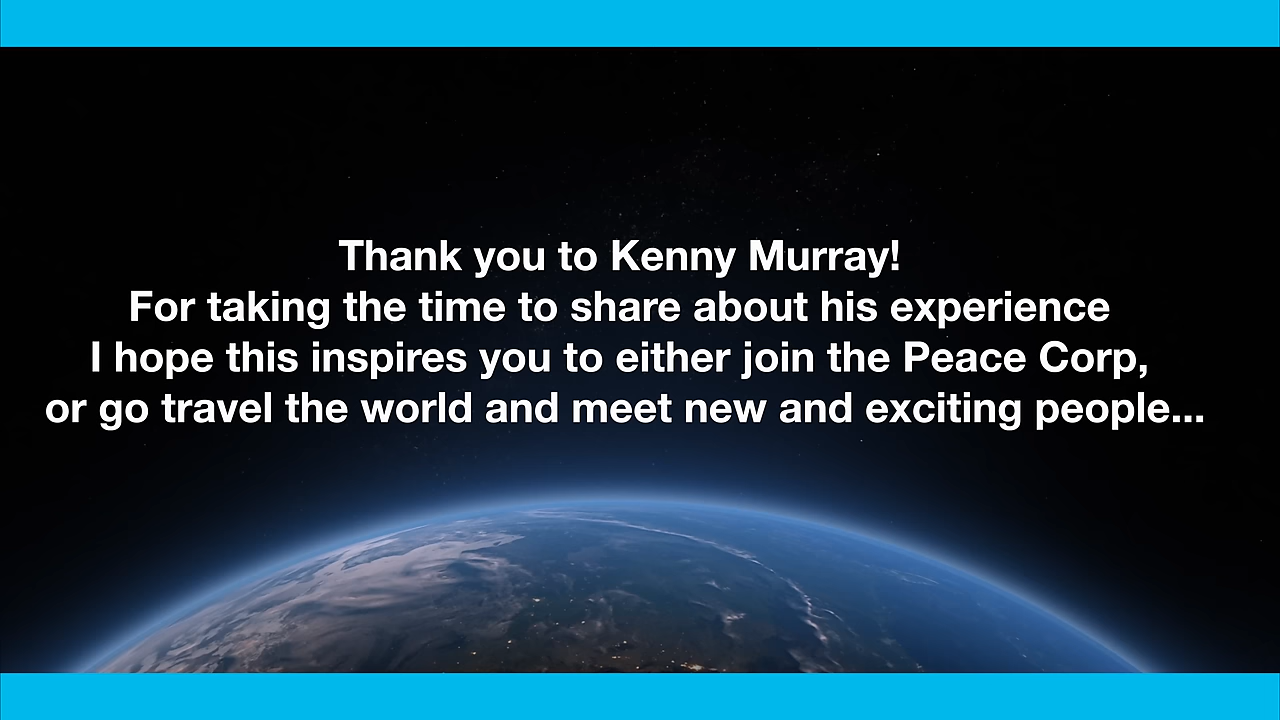 Thank you to Kenny Murray!
For taking the time to share about his experience
I hope this inspires you to either join the Peace Corp,
or go travel the world and meet new and exciting people...